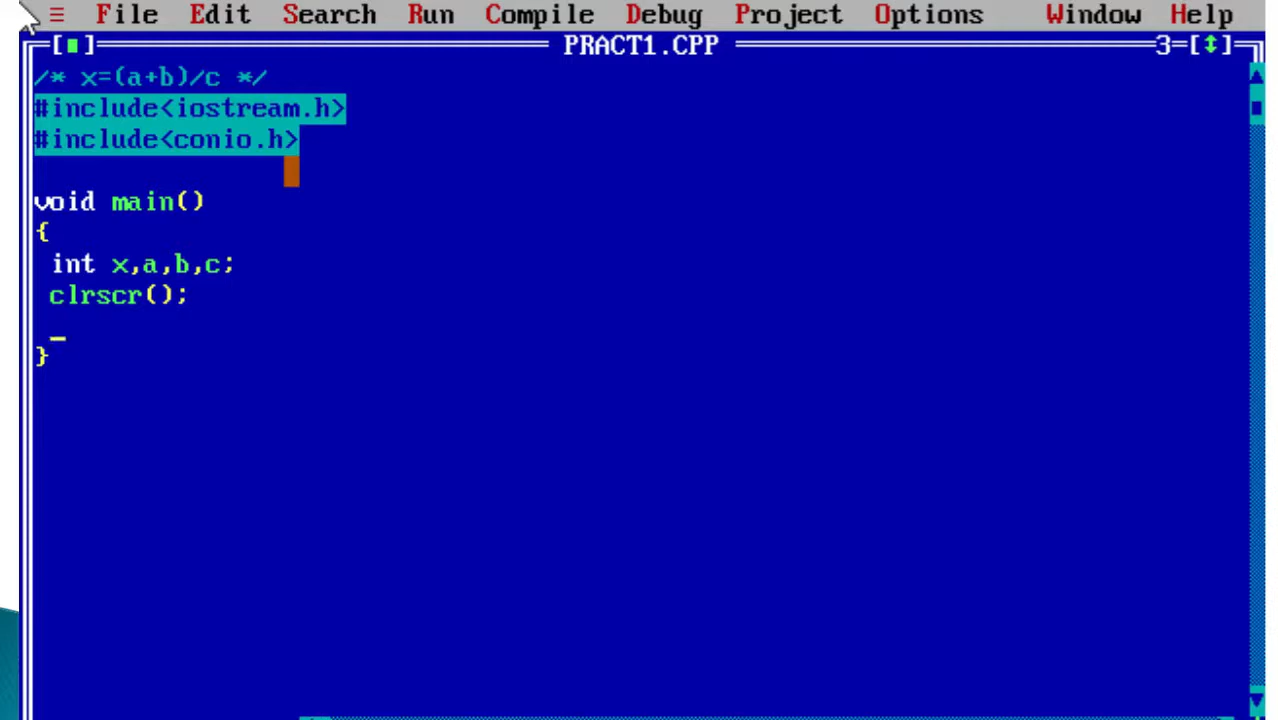 ≡ File Edit Search Run Compile Debug Project Options Window Help
[■] PRACT1.CPP 3=[↕]
/* x=(a+b)/c */
#include<iostream.h>
#include<conio.h>
void main()
{
int x,a,b,c;
clrscr();
_
}